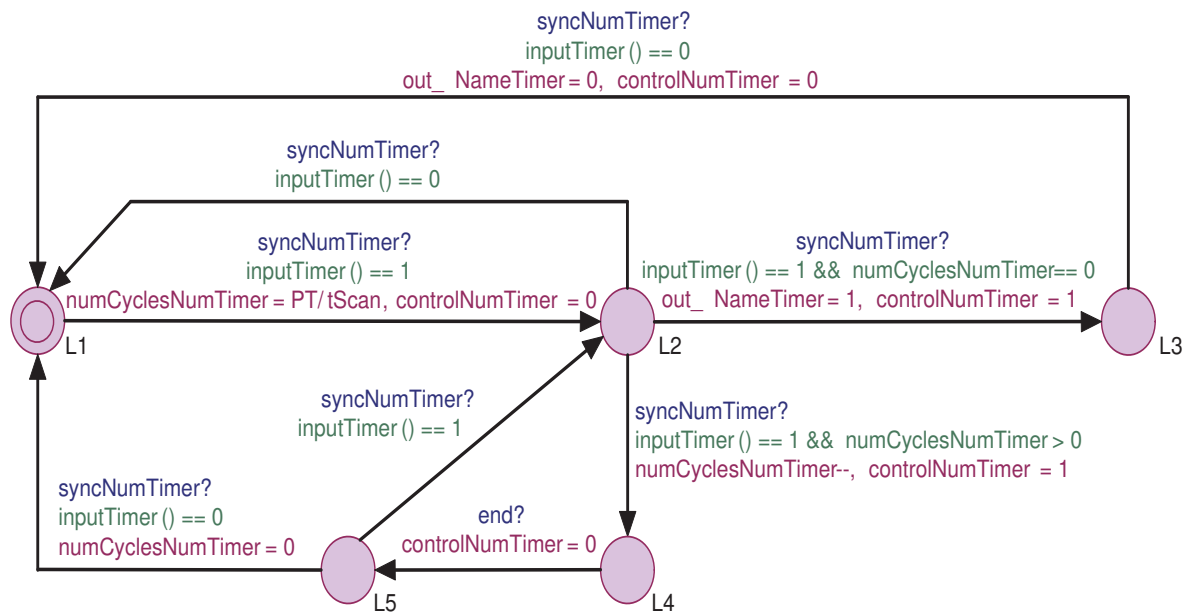 syncNumTimer?
inputTimer () == 0
out_ NameTimer = 0, controlNumTimer = 0
syncNumTimer?
inputTimer () == 0
syncNumTimer?
inputTimer () == 1
numCyclesNumTimer = PT/ tScan, controlNumTimer = 0
syncNumTimer?
inputTimer () == 1 && numCyclesNumTimer== 0
out_ NameTimer = 1, controlNumTimer = 1
L1
L2
L3
syncNumTimer?
inputTimer () == 1
syncNumTimer?
inputTimer () == 1 && numCyclesNumTimer > 0
numCyclesNumTimer--, controlNumTimer = 1
syncNumTimer?
inputTimer () == 0
numCyclesNumTimer = 0
end?
controlNumTimer = 0
L5
L4